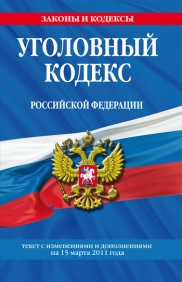 ЗАКОНЫ И КОДЕКСЫ
УГОЛОВНЫЙ
КОДЕКС
РОССИЙСКОЙ ФЕДЕРАЦИИ
текст с изменениями и дополнениями
на 15 марта 2011 года